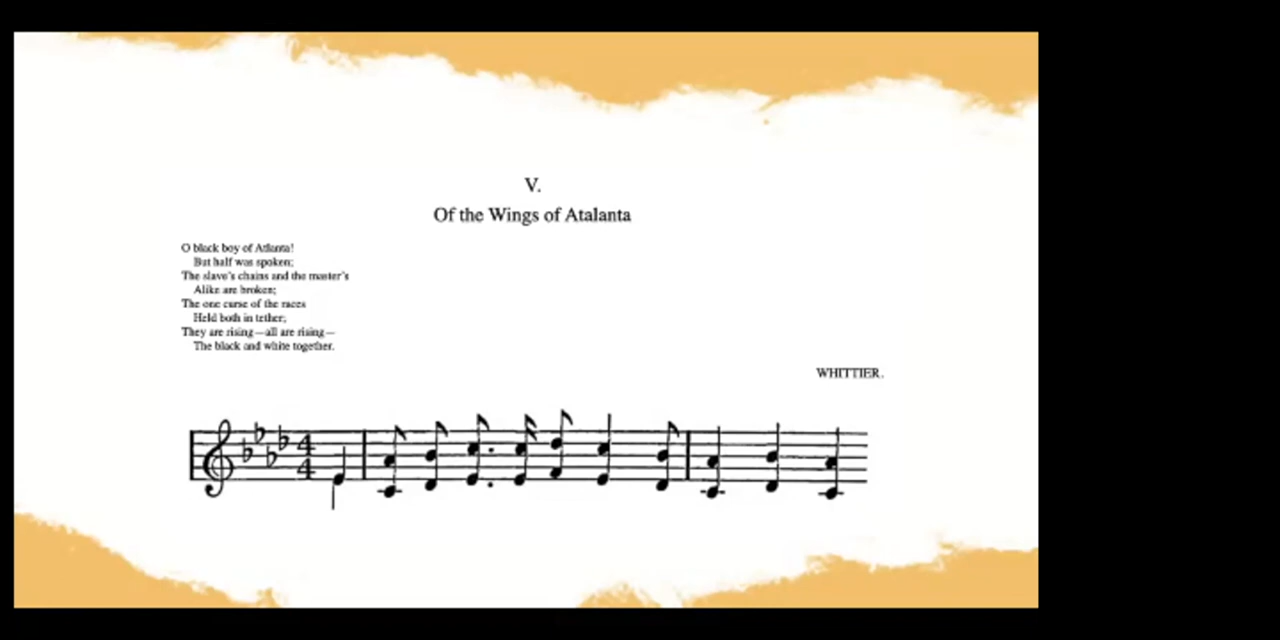 V.
Of the Wings of Atalanta
O black boy of Atlanta!
But half was spoken;
The slave's chains and the master's
Alike are broken;
The one curse of the races
Held both in tether;
They are rising—all are rising—
The black and white together.
WHITTIER.
4
4